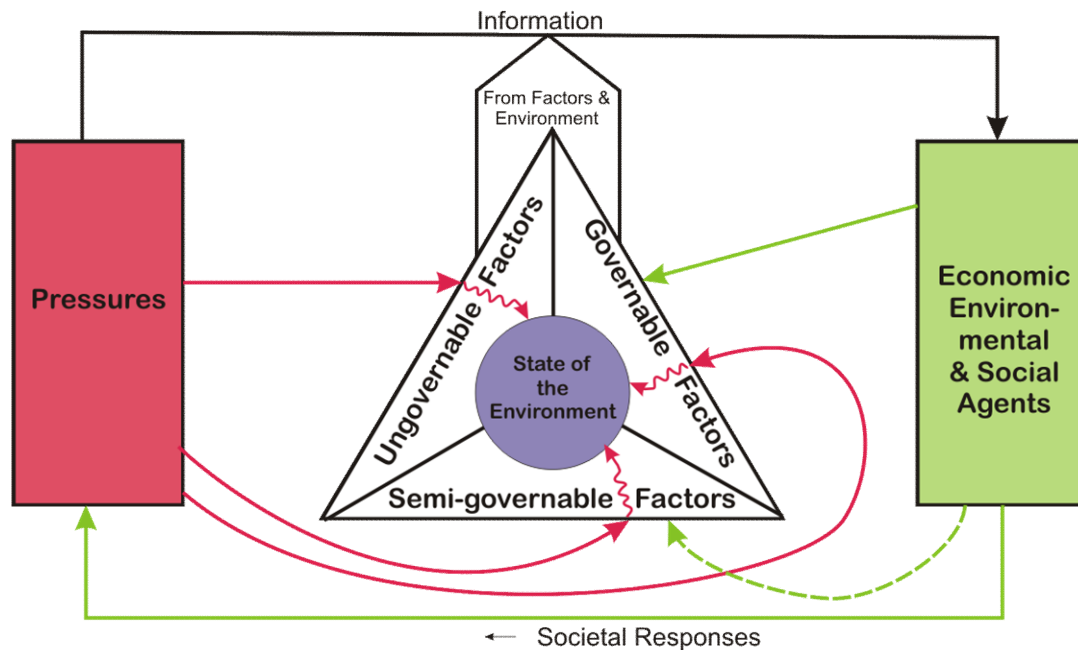 Information
From Factors &
Environment
Pressures
Ungovernable Factors
Governable Factors
State of
the
Environment
Semi-governable Factors
Economic
Environ-
mental
& Social
Agents
Societal Responses